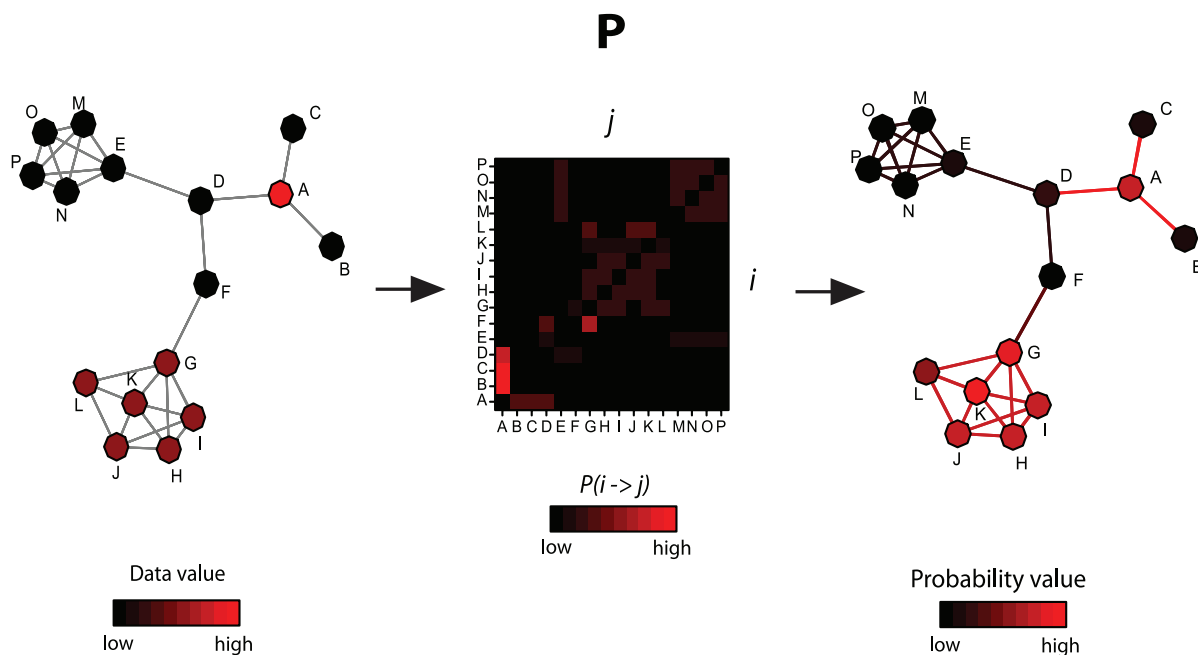 P
j
O
M
P
E
N
D
C
A
B
F
G
K
L
I
J
H
P
O
N
M
L
K
J
I
H
G
F
E
D
C
B
A
i
A B C D E F G H I J K L M N O P
P(i -> j)
low high
O
M
P
E
N
D
C
A
B
F
G
L
K
I
J
H
Data value
low high
Probability value
low high